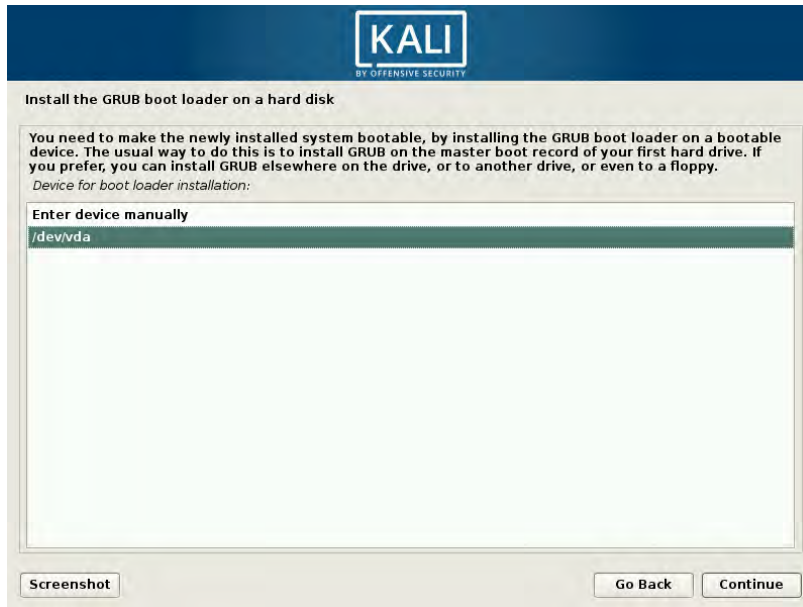 KALI
BY OFFENSIVE SECURITY
Install the GRUB boot loader on a hard disk
You need to make the newly installed system bootable, by installing the GRUB boot loader on a bootable
device. The usual way to do this is to install GRUB on the master boot record of your first hard drive. If
you prefer, you can install GRUB elsewhere on the drive, or to another drive, or even to a floppy.
Device for boot loader installation:
Enter device manually
/dev/vda
Screenshot
Go Back
Continue